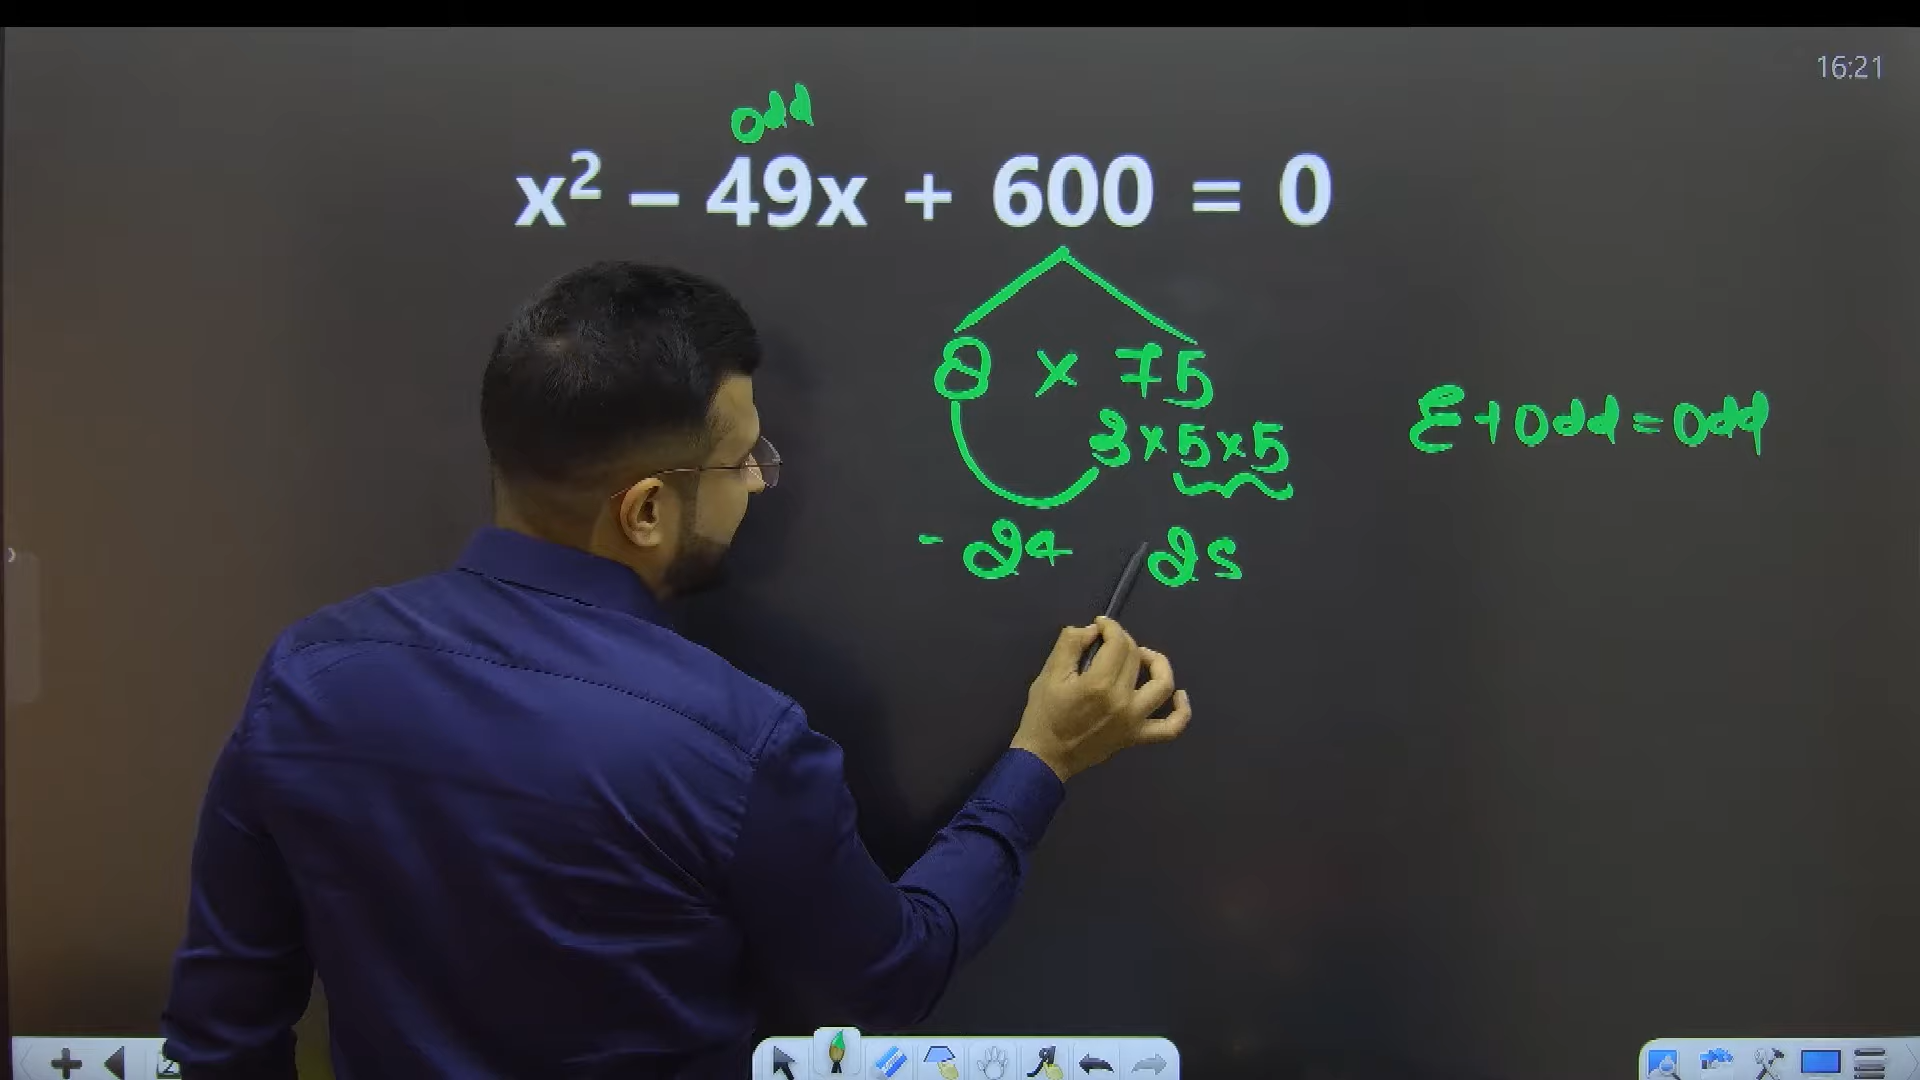 16:21
odd
x² – 49x + 600 = 0
8 × 75
3×5×5
E+Odd=Odd
- 24 25